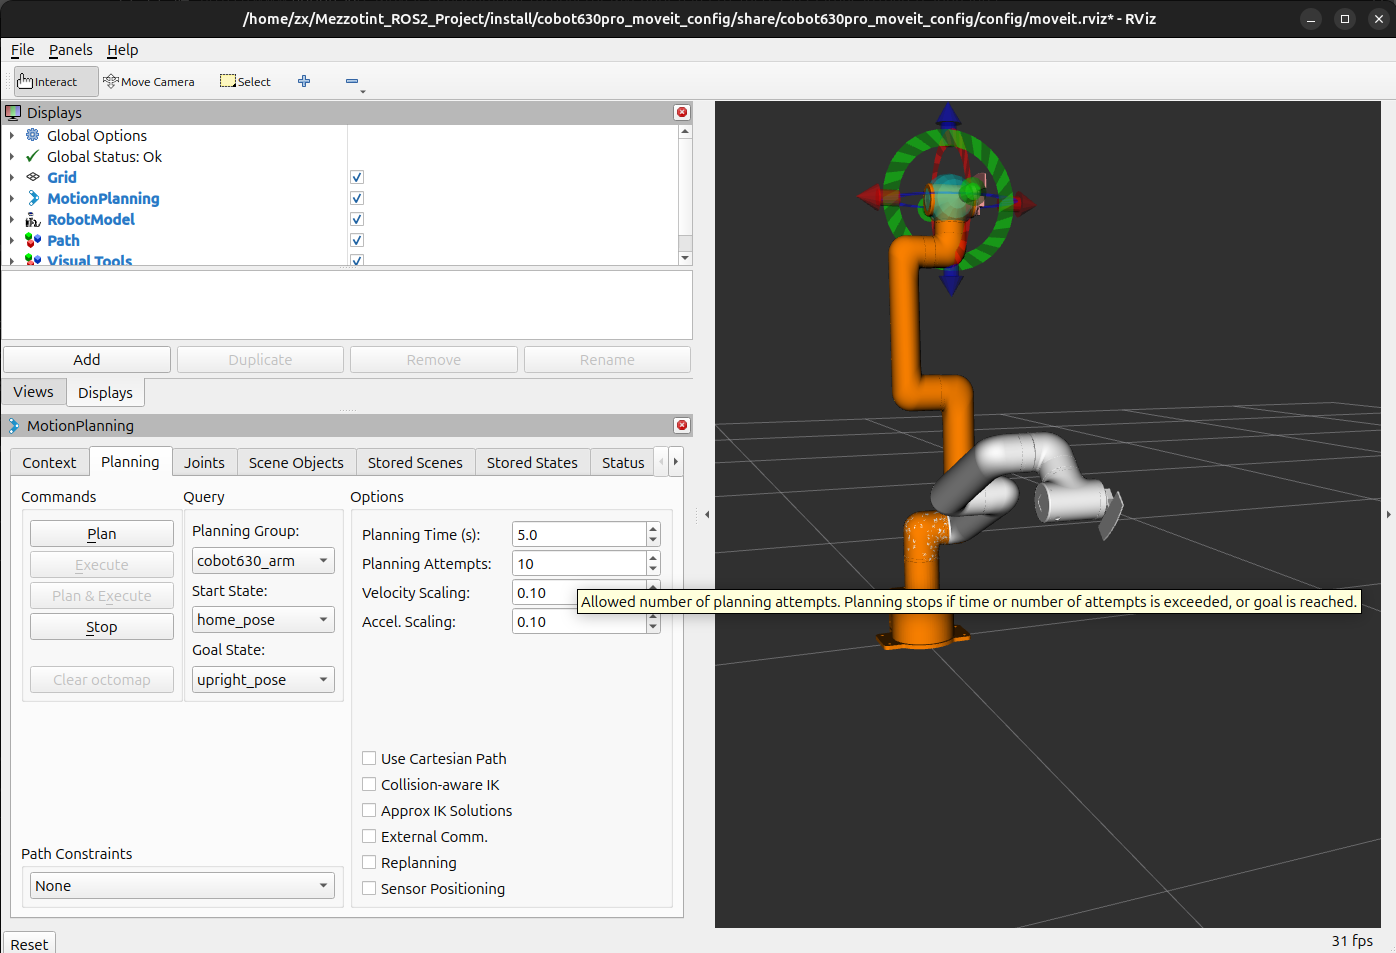 /home/zx/Mezzotint_ROS2_Project/install/cobot630pro_moveit_config/share/cobot630pro_moveit_config/config/moveit.rviz* - RViz
File Panels Help
Interact Move Camera Select
Displays
Global Options
Global Status: Ok
Grid
MotionPlanning
RobotModel
Path
Visual Tools
Add Duplicate Remove Rename
Views Displays
MotionPlanning
Context Planning Joints Scene Objects Stored Scenes Stored States Status
Commands
Plan
Execute
Plan & Execute
Stop
Clear octomap
Query
Planning Group:
cobot630_arm
Start State:
home_pose
Goal State:
upright_pose
Options
Planning Time (s): 5.0
Planning Attempts: 10
Velocity Scaling: 0.10
Accel. Scaling: 0.10
Allowed number of planning attempts. Planning stops if time or number of attempts is exceeded, or goal is reached.
Use Cartesian Path
Collision-aware IK
Approx IK Solutions
External Comm.
Replanning
Sensor Positioning
Path Constraints
None
Reset
31 fps